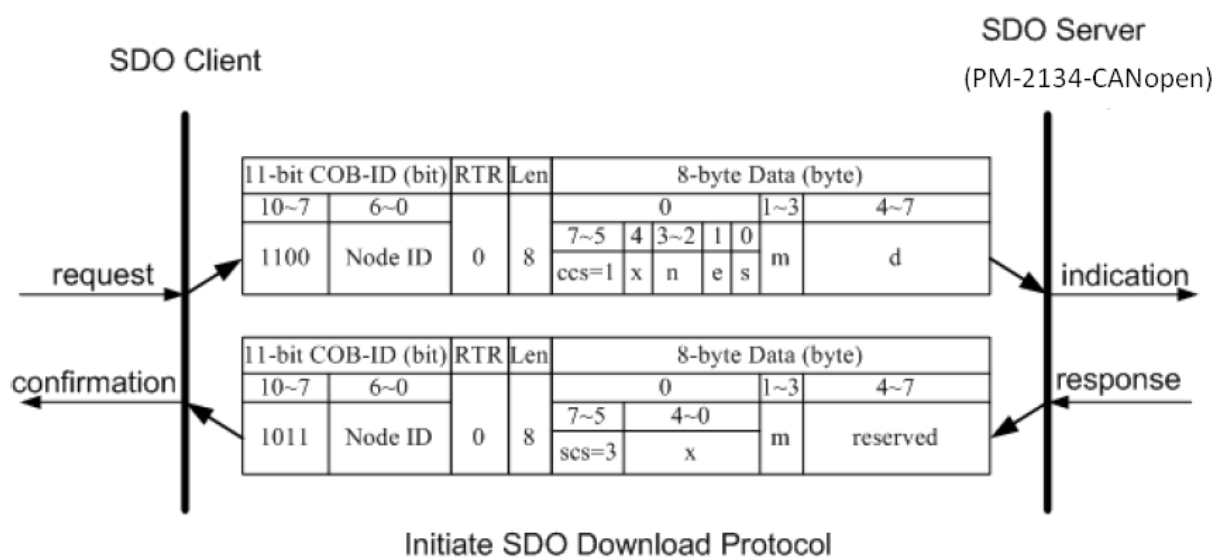 SDO Client
SDO Server
(PM-2134-CANopen)
11-bit COB-ID (bit) RTR Len 8-byte Data (byte)
10~7 6~0 0 1~3 4~7
7~5 4 3~2 1 0
1100 Node ID 0 8 m d
ccs=1 x n e s
request
indication
11-bit COB-ID (bit) RTR Len 8-byte Data (byte)
confirmation
response
10~7 6~0 0 1~3 4~7
7~5 4~0
1011 Node ID 0 8 m reserved
scs=3 x
Initiate SDO Download Protocol